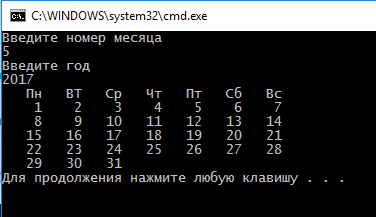 C:\WINDOWS\system32\cmd.exe
Введите номер месяца
5
Введите год
2017
Пн ВТ Ср Чт Пт Сб Вс
1 2 3 4 5 6 7
8 9 10 11 12 13 14
15 16 17 18 19 20 21
22 23 24 25 26 27 28
29 30 31
Для продолжения нажмите любую клавишу . . .